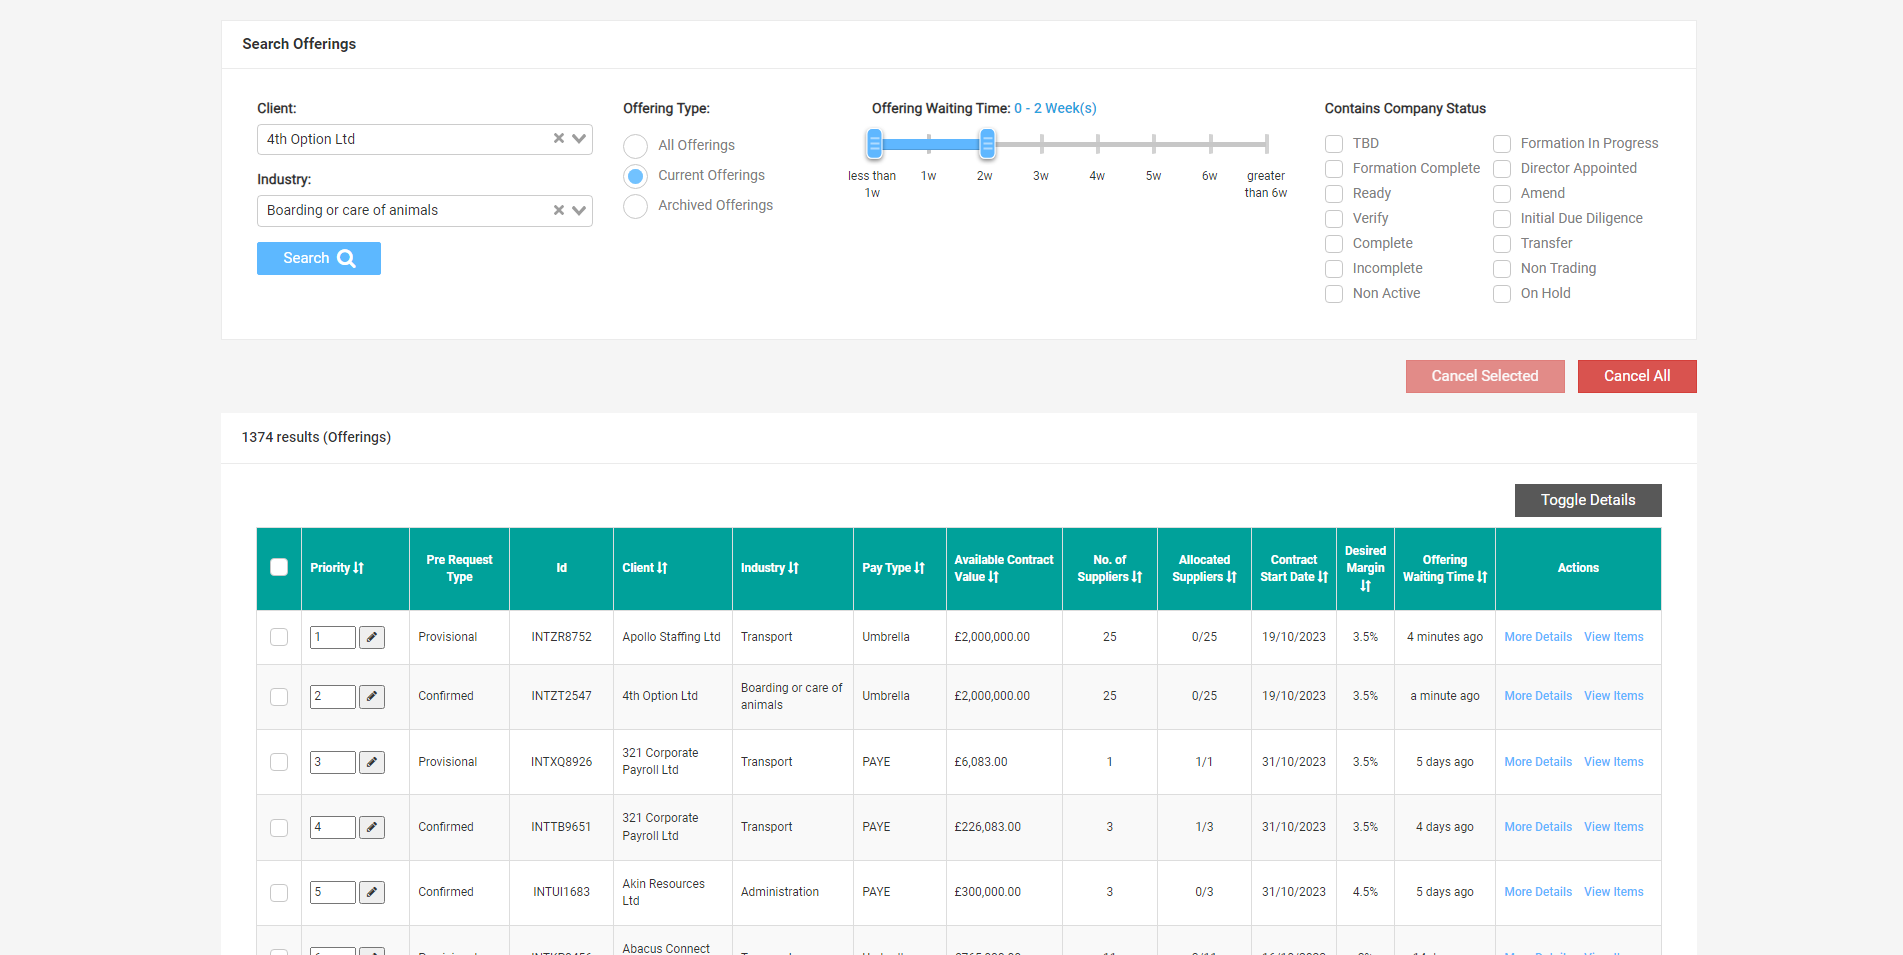 Search Offerings
Client:
4th Option Ltd
Industry:
Boarding or care of animals
Search
Offering Type:
All Offerings
Current Offerings
Archived Offerings
Offering Waiting Time: 0 - 2 Week(s)
less than 1w 2w 3w 4w 5w 6w greater
1w than 6w
Contains Company Status
TBD Formation In Progress
Formation Complete Director Appointed
Ready Amend
Verify Initial Due Diligence
Complete Transfer
Incomplete Non Trading
Non Active On Hold
Cancel Selected Cancel All
1374 results (Offerings)
Toggle Details
Priority Pre Request Type Id Client Industry Pay Type Available Contract Value No. of Suppliers Allocated Suppliers Contract Start Date Desired Margin Offering Waiting Time Actions
1 Provisional INTZR8752 Apollo Staffing Ltd Transport Umbrella £2,000,000.00 25 0/25 19/10/2023 3.5% 4 minutes ago More Details View Items
2 Confirmed INTZT2547 4th Option Ltd Boarding or care of animals Umbrella £2,000,000.00 25 0/25 19/10/2023 3.5% a minute ago More Details View Items
3 Provisional INTXQ8926 321 Corporate Payroll Ltd Transport PAYE £6,083.00 1 1/1 31/10/2023 3.5% 5 days ago More Details View Items
4 Confirmed INTTB9651 321 Corporate Payroll Ltd Transport PAYE £226,083.00 3 1/3 31/10/2023 3.5% 4 days ago More Details View Items
5 Confirmed INTUI1683 Akin Resources Ltd Administration PAYE £300,000.00 3 0/3 31/10/2023 4.5% 5 days ago More Details View Items
Abacus Connect